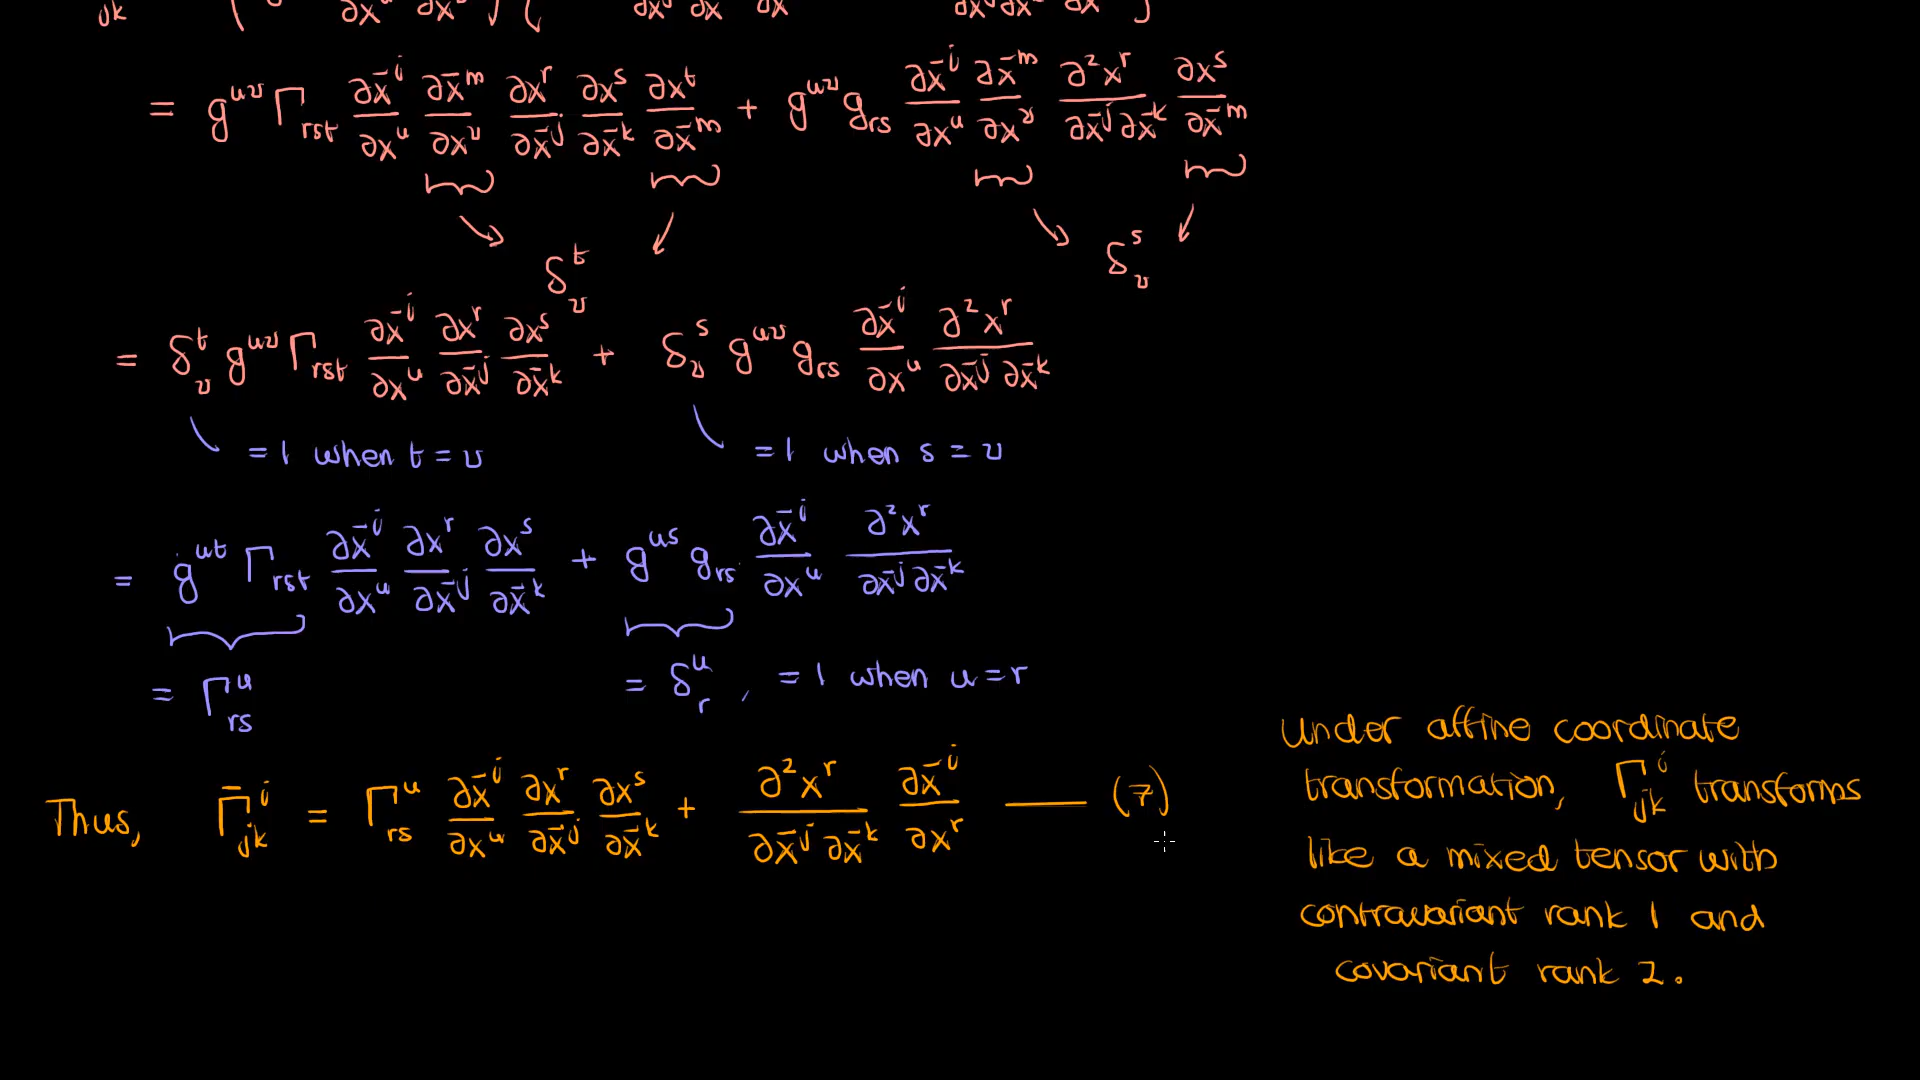 jk ∂x^u ∂x^s ∂x^j ∂x ∂x ∂x^j∂x^k ∂x
= g^{uv} Γ_{rst} ∂x̄^i/∂x^u ∂x̄^m/∂x^v ∂x^r/∂x̄^j ∂x^s/∂x̄^k ∂x^t/∂x̄^m + g^{uv} g_{rs} ∂x̄^i/∂x^u ∂x̄^m/∂x^v ∂²x^r/∂x̄^j∂x̄^k ∂x^s/∂x̄^m
δ^t_v δ^s_v
= δ^t_v g^{uv} Γ_{rst} ∂x̄^i/∂x^u ∂x^r/∂x̄^j ∂x^s/∂x̄^k + δ^s_v g^{uv} g_{rs} ∂x̄^i/∂x^u ∂²x^r/∂x̄^j ∂x̄^k
= 1 when t = v = 1 when s = v
= g^{ut} Γ_{rst} ∂x̄^i/∂x^u ∂x^r/∂x̄^j ∂x^s/∂x̄^k + g^{us} g_{rs} ∂x̄^i/∂x^u ∂²x^r/∂x̄^j∂x̄^k
= Γ^u_{rs} = δ^u_r , = 1 when u = r
Thus, Γ̄^i_{jk} = Γ^u_{rs} ∂x̄^i/∂x^u ∂x^r/∂x̄^j ∂x^s/∂x̄^k + ∂²x^r/∂x̄^j ∂x̄^k ∂x̄^i/∂x^r — (7)
Under affine coordinate
transformation, Γ^i_{jk} transforms
like a mixed tensor with
contravariant rank 1 and
covariant rank 2.